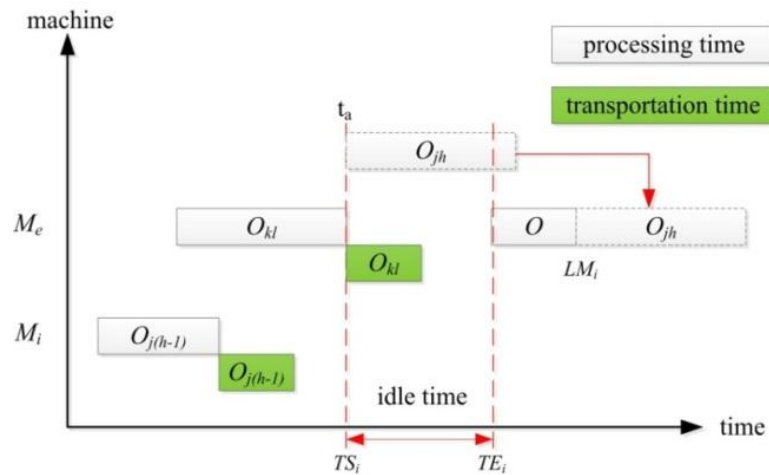 machine
processing time
transportation time
t_a
O_jh
M_e
O_kl
O
O_jh
O_kl
LM_i
M_i
O_j(h-1)
O_j(h-1)
idle time
time
TS_i
TE_i